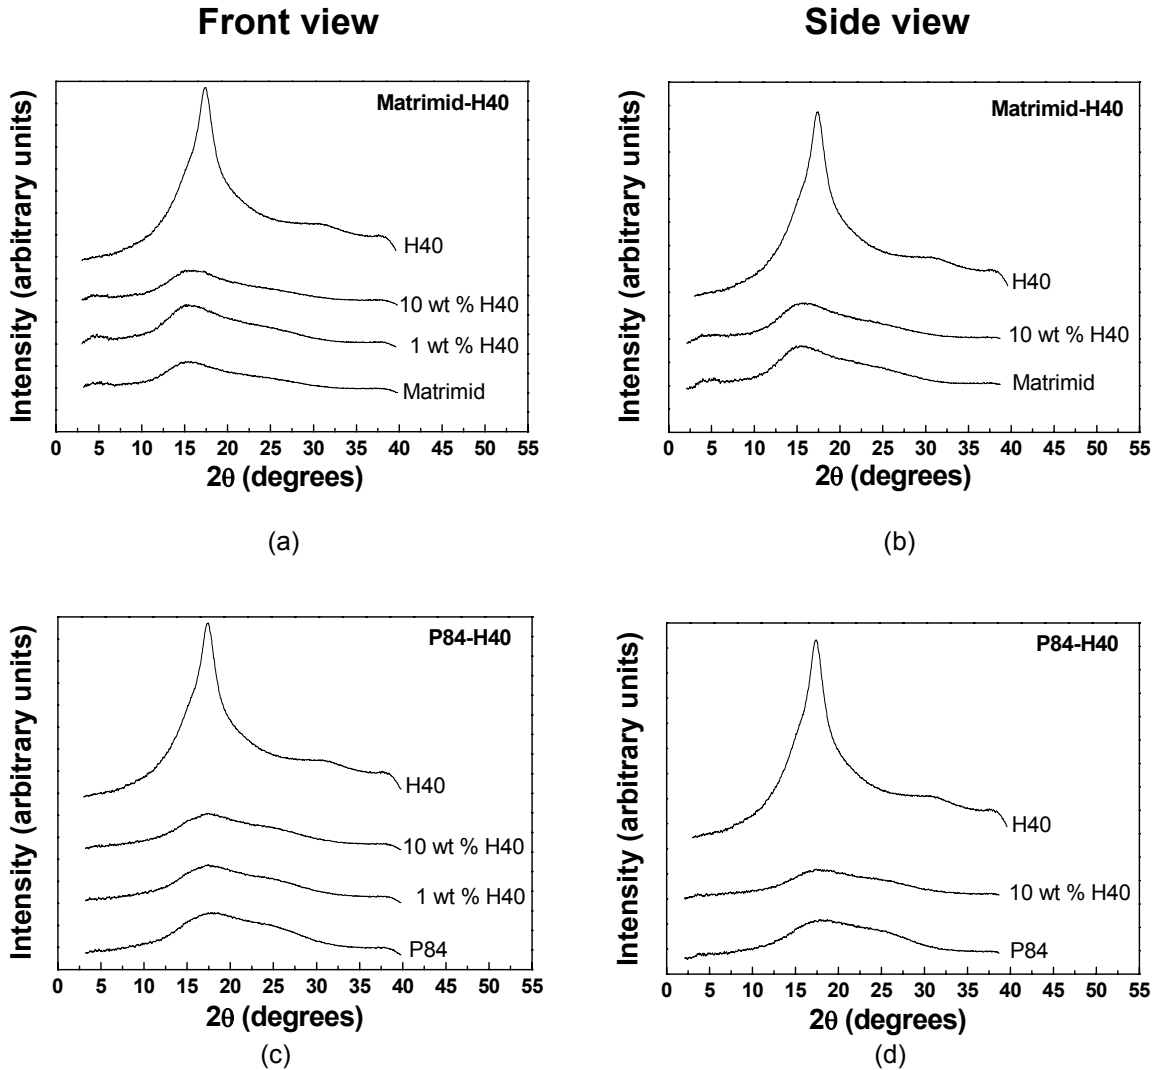 Front view
Side view
Matrimid-H40
Intensity (arbitrary units)
H40
10 wt % H40
1 wt % H40
Matrimid
0 5 10 15 20 25 30 35 40 45 50 55
2θ (degrees)
(a)
Matrimid-H40
Intensity (arbitrary units)
H40
10 wt % H40
Matrimid
0 5 10 15 20 25 30 35 40 45 50 55
2θ (degrees)
(b)
P84-H40
Intensity (arbitrary units)
H40
10 wt % H40
1 wt % H40
P84
0 5 10 15 20 25 30 35 40 45 50 55
2θ (degrees)
(c)
P84-H40
Intensity (arbitrary units)
H40
10 wt % H40
P84
0 5 10 15 20 25 30 35 40 45 50 55
2θ (degrees)
(d)